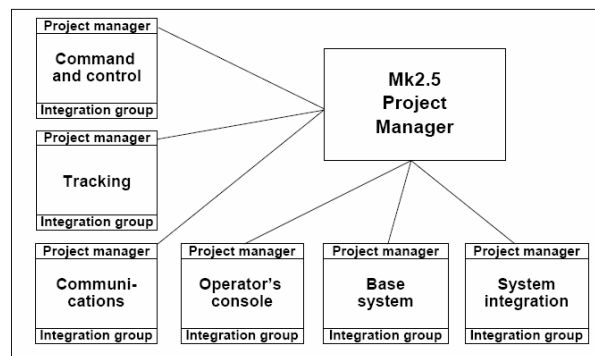 Project manager
Command
and control
Integration group
Mk2.5
Project
Manager
Project manager
Tracking
Integration group
Project manager
Communi-
cations
Integration group
Project manager
Operator's
console
Integration group
Project manager
Base
system
Integration group
Project manager
System
integration
Integration group